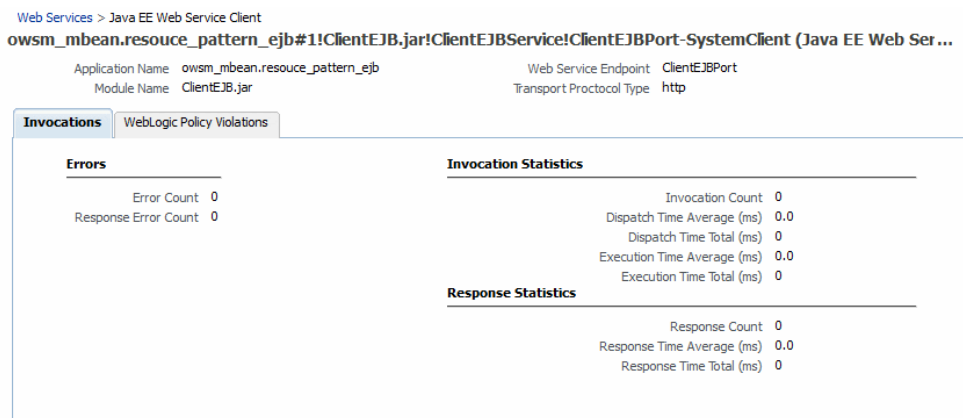 Web Services > Java EE Web Service Client
owsm_mbean.resouce_pattern_ejb#1!ClientEJB.jar!ClientEJBService!ClientEJBPort-SystemClient (Java EE Web Ser...
Application Name owsm_mbean.resouce_pattern_ejb Web Service Endpoint ClientEJBPort
Module Name ClientEJB.jar Transport Proctocol Type http
Invocations WebLogic Policy Violations
Errors Invocation Statistics
Error Count 0 Invocation Count 0
Response Error Count 0 Dispatch Time Average (ms) 0.0
Dispatch Time Total (ms) 0
Execution Time Average (ms) 0.0
Execution Time Total (ms) 0
Response Statistics
Response Count 0
Response Time Average (ms) 0.0
Response Time Total (ms) 0